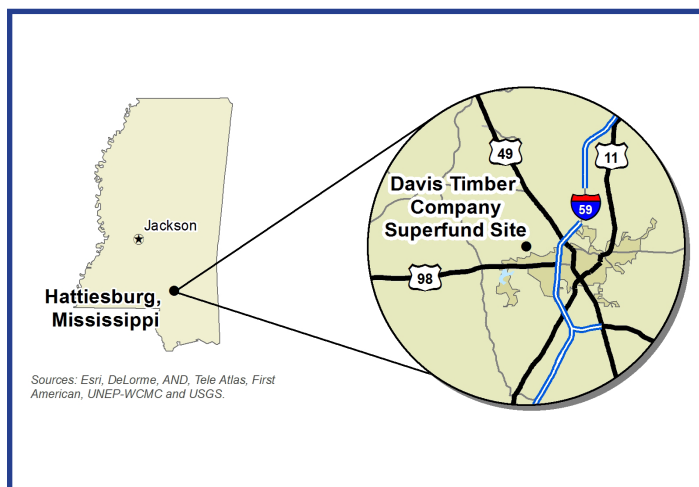 Jackson
Hattiesburg,
Mississippi
Sources: Esri, DeLorme, AND, Tele Atlas, First
American, UNEP-WCMC and USGS.
49
11
Davis Timber
Company
Superfund Site
59
98